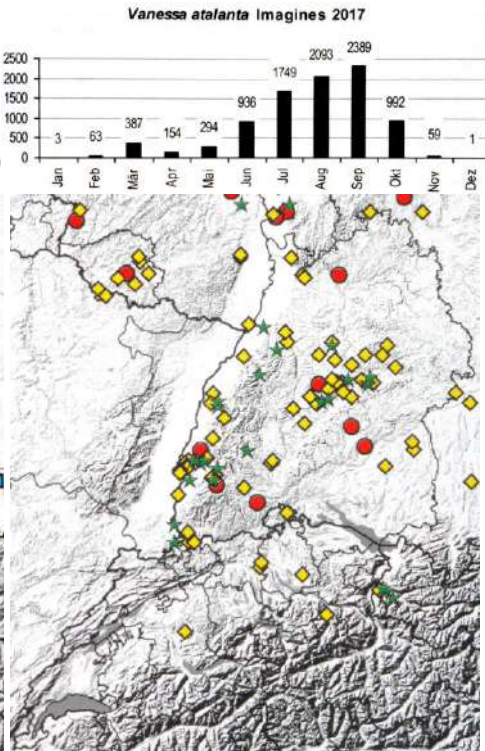 Vanessa atalanta Imagines 2017
2500
2000
1500
1000
500
0
3
63
387
154
294
936
1749
2093
2389
992
59
1
Jan
Feb
Mär
Apr
Mai
Jun
Jul
Aug
Sep
Okt
Nov
Dez